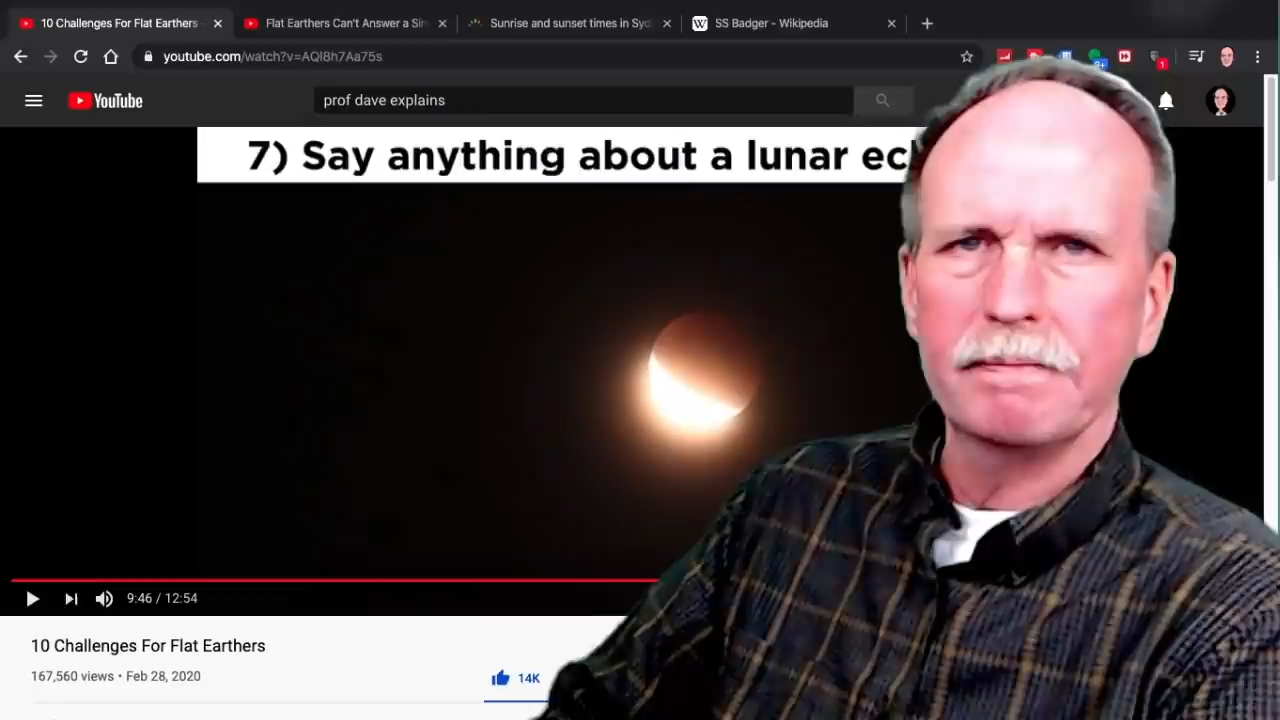 10 Challenges For Flat Earthers
Flat Earthers Can't Answer a Sin
Sunrise and sunset times in Syd
SS Badger - Wikipedia
youtube.com/watch?v=AQl8h7Aa75s
YouTube
prof dave explains
7) Say anything about a lunar ecl
9:46 / 12:54
10 Challenges For Flat Earthers
167,560 views • Feb 28, 2020
14K